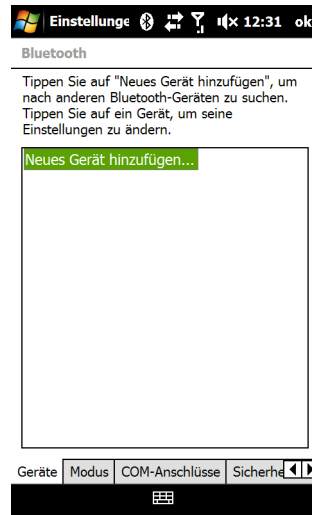 Einstellunge 12:31 ok
Bluetooth
Tippen Sie auf "Neues Gerät hinzufügen", um
nach anderen Bluetooth-Geräten zu suchen.
Tippen Sie auf ein Gerät, um seine
Einstellungen zu ändern.
Neues Gerät hinzufügen...
Geräte Modus COM-Anschlüsse Sicherhe